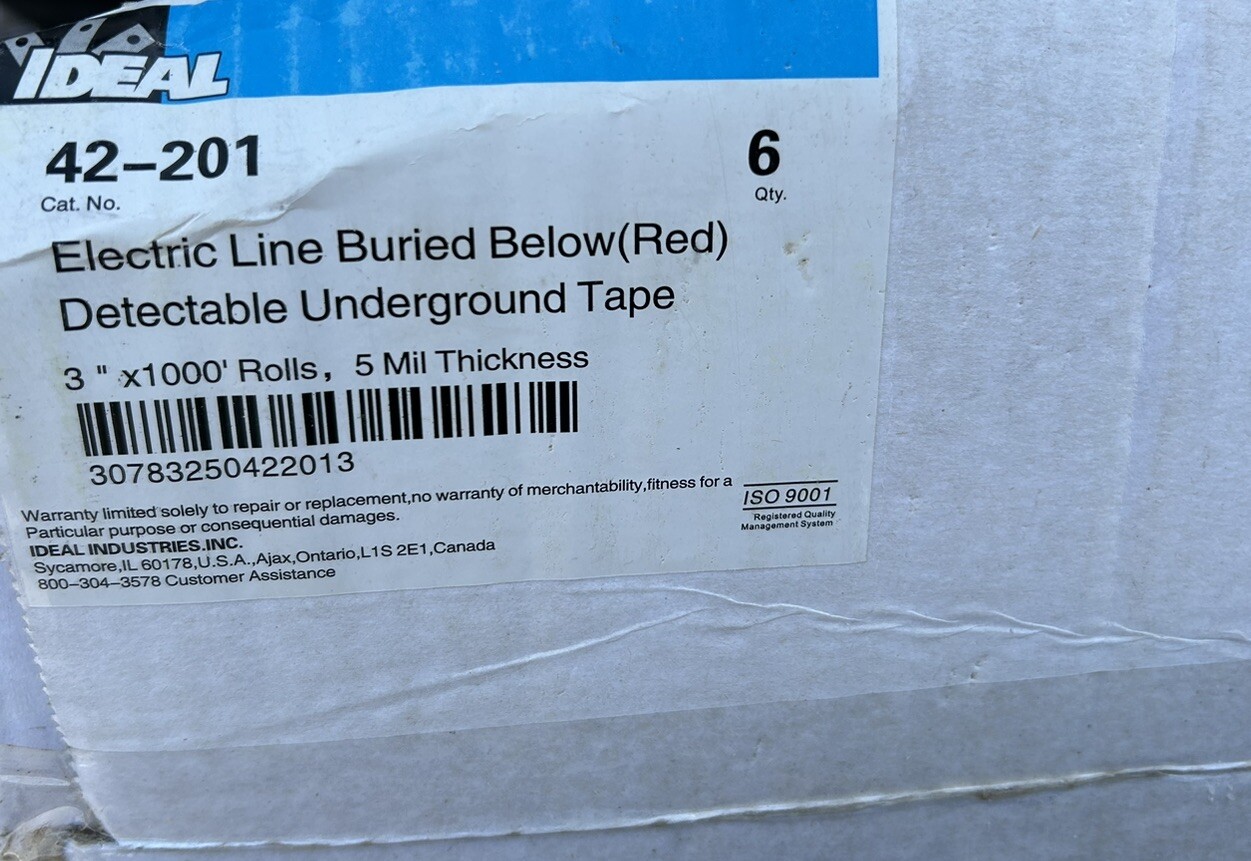 IDEAL
42-201
Cat. No.
6
Qty.
Electric Line Buried Below(Red)
Detectable Underground Tape
3 " x1000' Rolls, 5 Mil Thickness
30783250422013
Warranty limited solely to repair or replacement,no warranty of merchantability,fitness for a
Particular purpose or consequential damages.
IDEAL INDUSTRIES.INC.
Sycamore,IL 60178,U.S.A.,Ajax,Ontario,L1S 2E1,Canada
800-304-3578 Customer Assistance
ISO 9001
Registered Quality
Management System